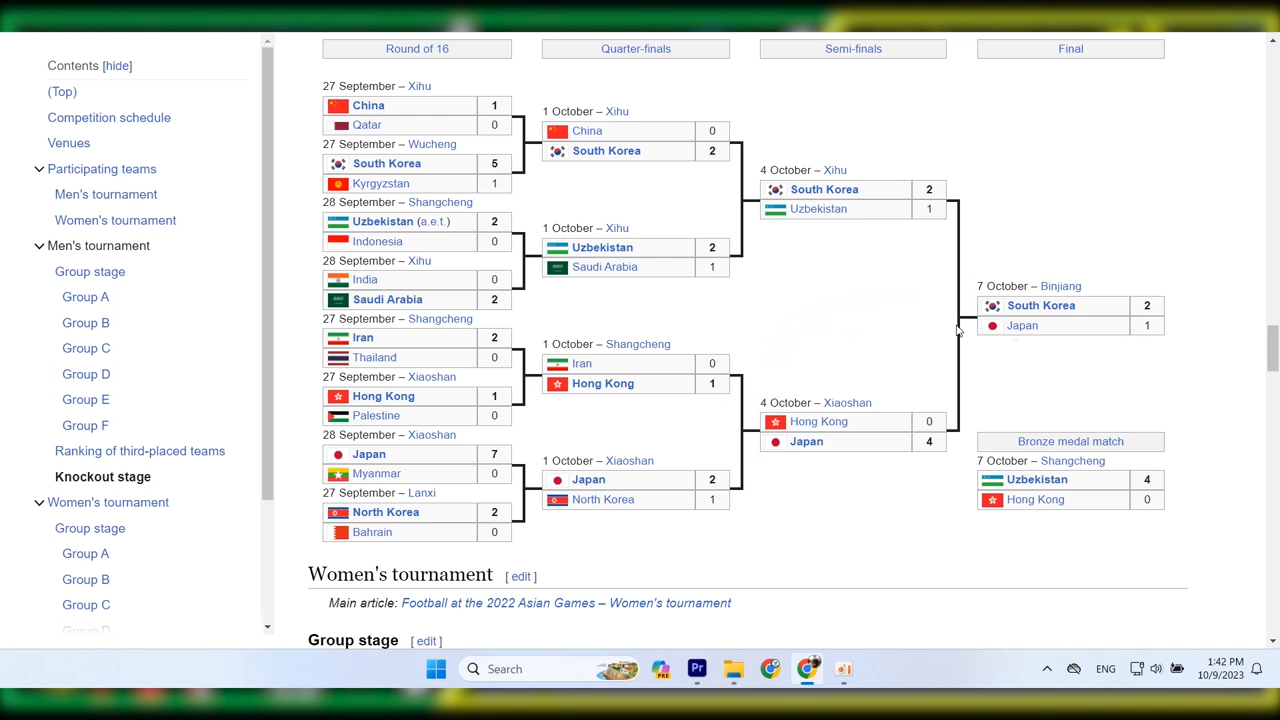 Contents [hide]
(Top)
Competition schedule
Venues
Participating teams
Men's tournament
Women's tournament
Men's tournament
Group stage
Group A
Group B
Group C
Group D
Group E
Group F
Ranking of third-placed teams
Knockout stage
Women's tournament
Group stage
Group A
Group B
Group C
Group D
Round of 16
27 September – Xihu
China 1
Qatar 0
27 September – Wucheng
South Korea 5
Kyrgyzstan 1
28 September – Shangcheng
Uzbekistan (a.e.t.) 2
Indonesia 0
28 September – Xihu
India 0
Saudi Arabia 2
27 September – Shangcheng
Iran 2
Thailand 0
27 September – Xiaoshan
Hong Kong 1
Palestine 0
28 September – Xiaoshan
Japan 7
Myanmar 0
27 September – Lanxi
North Korea 2
Bahrain 0
Quarter-finals
1 October – Xihu
China 0
South Korea 2
1 October – Xihu
Uzbekistan 2
Saudi Arabia 1
1 October – Shangcheng
Iran 0
Hong Kong 1
1 October – Xiaoshan
Japan 2
North Korea 1
Semi-finals
4 October – Xihu
South Korea 2
Uzbekistan 1
4 October – Xiaoshan
Hong Kong 0
Japan 4
Final
7 October – Binjiang
South Korea 2
Japan 1
Bronze medal match
7 October – Shangcheng
Uzbekistan 4
Hong Kong 0
Women's tournament [ edit ]
Main article: Football at the 2022 Asian Games – Women's tournament
Group stage [ edit ]
Search
PRE
Pr
ENG
1:42 PM
10/9/2023